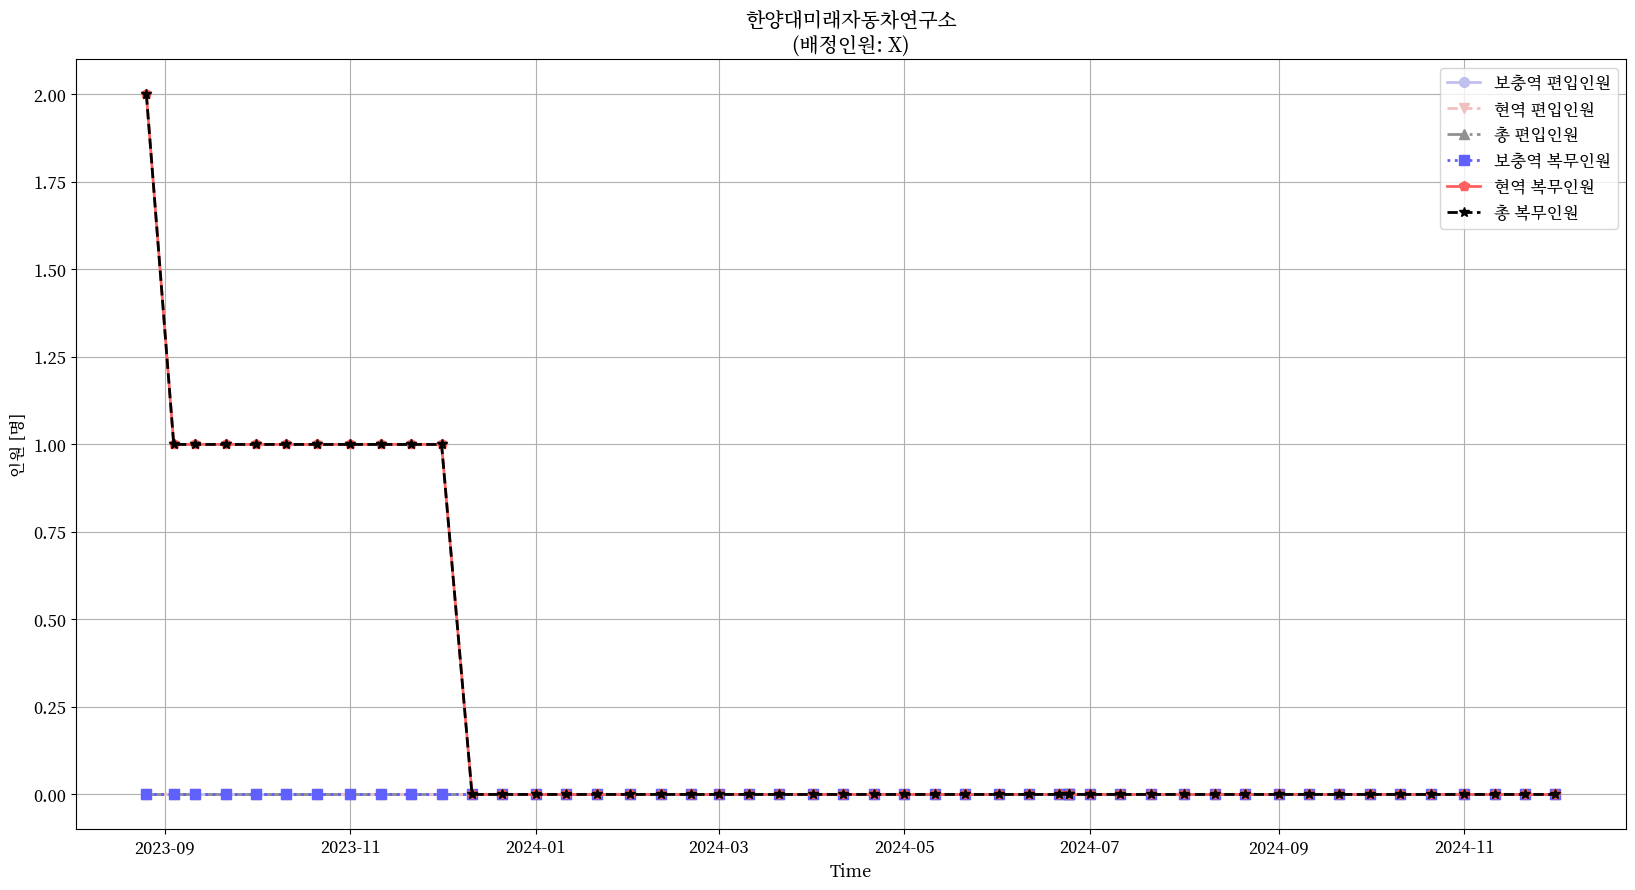 한양대미래자동차연구소
(배정인원: X)
보충역 편입인원
현역 편입인원
총 편입인원
보충역 복무인원
현역 복무인원
총 복무인원
2.00
1.75
1.50
1.25
1.00
0.75
0.50
0.25
0.00
인원 [명]
2023-09
2023-11
2024-01
2024-03
2024-05
2024-07
2024-09
2024-11
Time